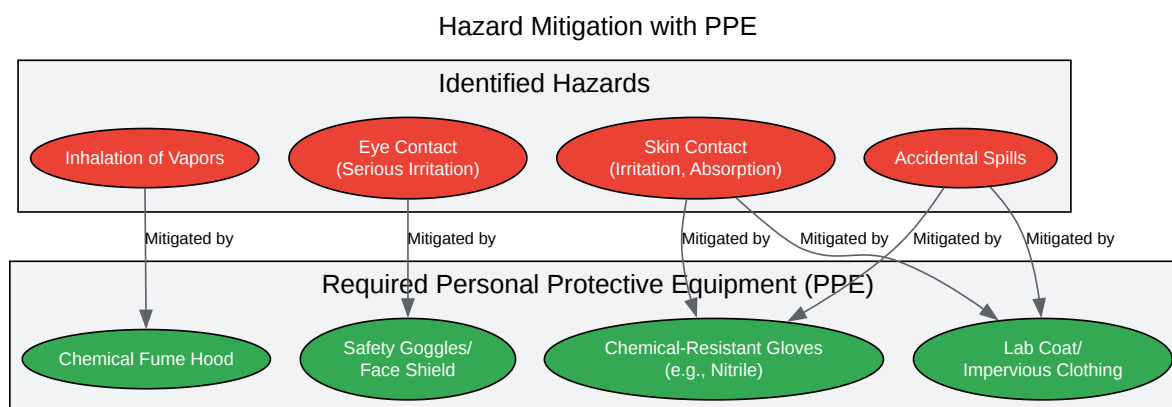 Hazard Mitigation with PPE
Identified Hazards
Inhalation of Vapors
Eye Contact
(Serious Irritation)
Skin Contact
(Irritation, Absorption)
Accidental Spills
Mitigated by
Mitigated by
Mitigated by
Mitigated by
Mitigated by
Mitigated by
Required Personal Protective Equipment (PPE)
Chemical Fume Hood
Safety Goggles/
Face Shield
Chemical-Resistant Gloves
(e.g., Nitrile)
Lab Coat/
Impervious Clothing